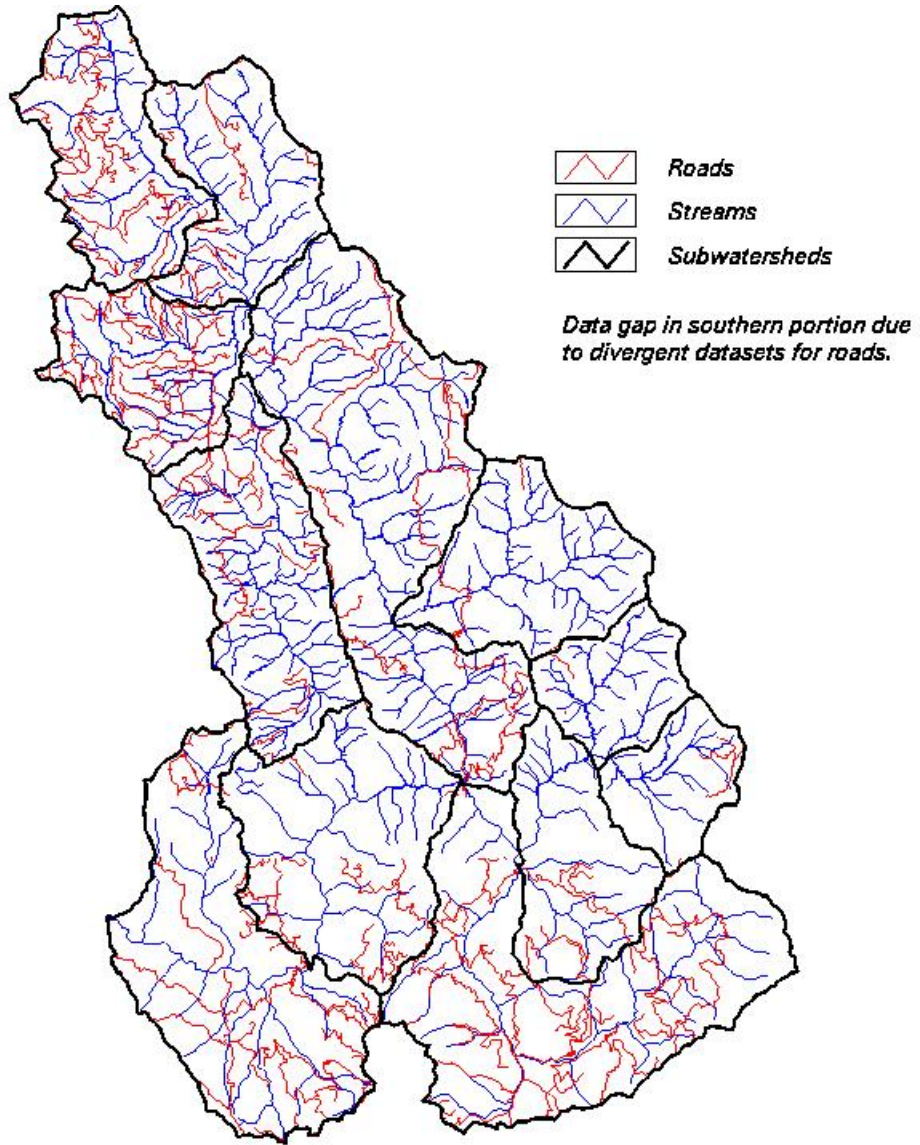 Roads
Streams
Subwatersheds
Data gap in southern portion due
to divergent datasets for roads.